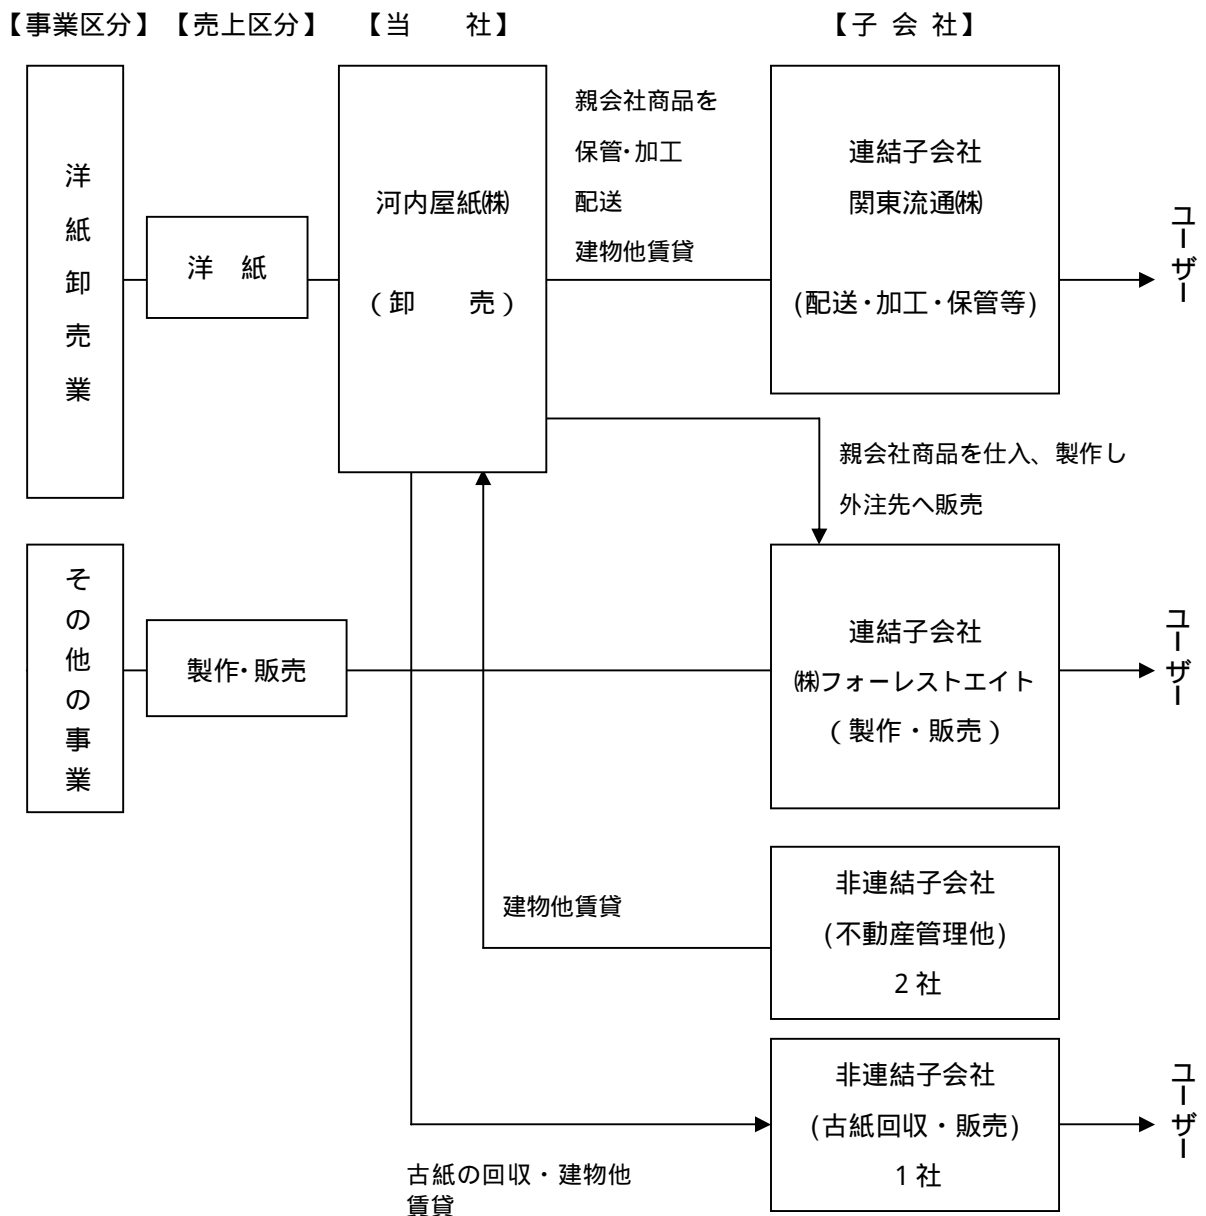 【事業区分】【売上区分】 【当 社】 【子 会 社】
洋紙卸売業
洋 紙
河内屋紙㈱
(卸 売)
親会社商品を
保管・加工
配送
建物他賃貸
連結子会社
関東流通㈱
(配送・加工・保管等)
ユーザー
親会社商品を仕入、製作し
外注先へ販売
その他の事業
製作・販売
連結子会社
㈱フォーレストエイト
(製作・販売)
ユーザー
建物他賃貸
非連結子会社
(不動産管理他)
2社
非連結子会社
(古紙回収・販売)
1社
ユーザー
古紙の回収・建物他
賃貸